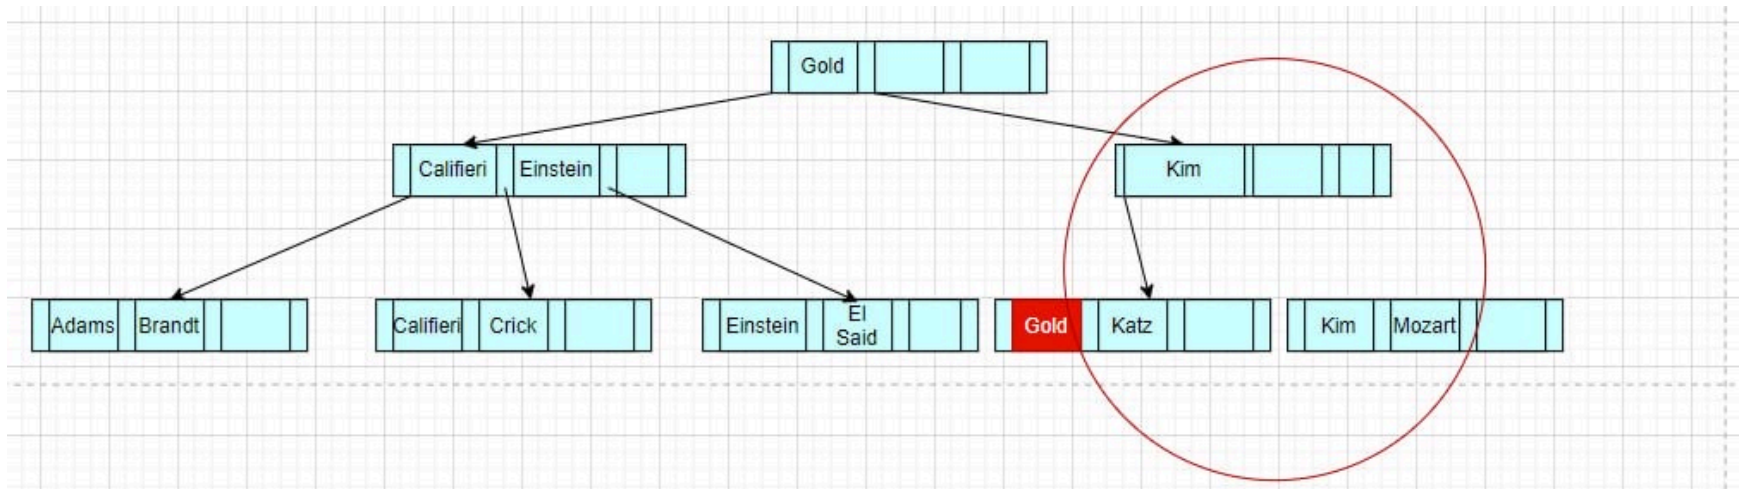 Gold
Califieri Einstein
Kim
Adams Brandt
Califieri Crick
Einstein El
Said
Gold Katz
Kim Mozart